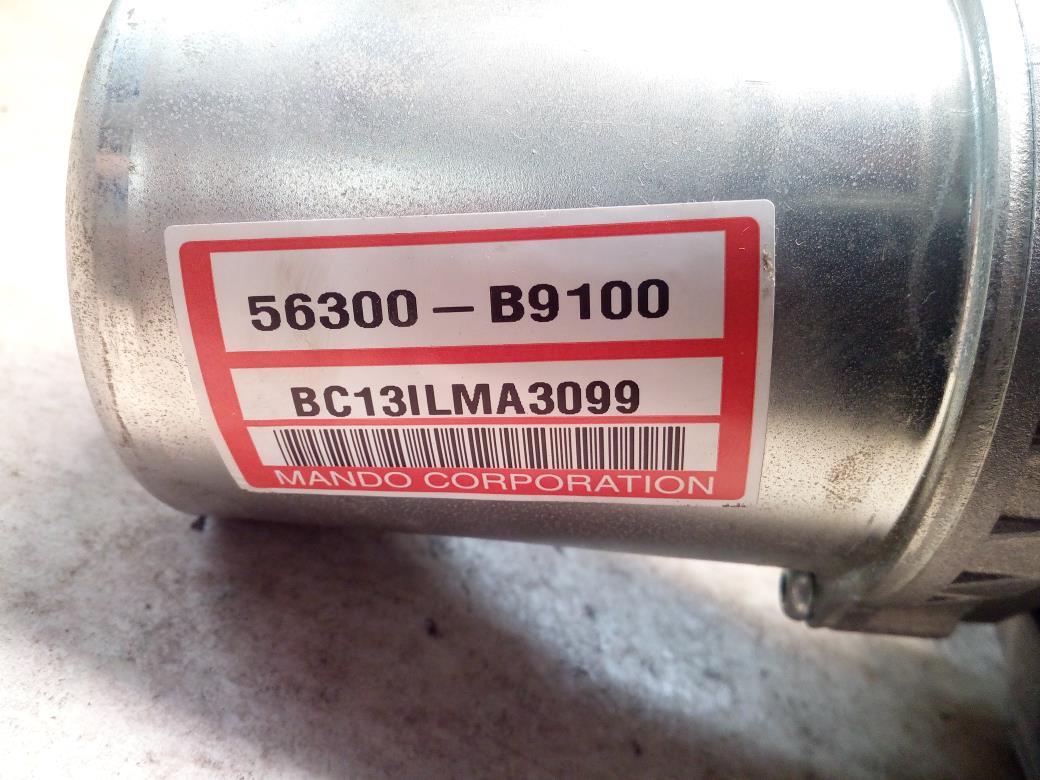 56300 – B9100
BC13ILMA3099
MANDO CORPORATION